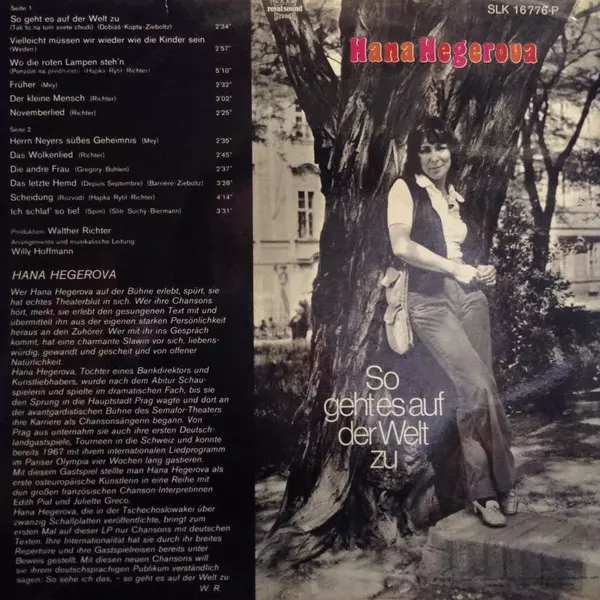 Seite 1
So geht es auf der Welt zu
(Tak to na tom svete chodi) (Dobiáš-Kopta-Zieboltz) 2'34"
Vielleicht müssen wir wieder wie die Kinder sein
(Weden) 2'57"
Wo die roten Lampen steh'n
(Penzion na předměstí) (Hapka-Rytíř-Richter) 5'10"
Früher (Mey) 2'32"
Der kleine Mensch (Richter) 3'02"
Novemberlied (Richter) 2'25"
Seite 2
Herrn Neyers süßes Geheimnis (Mey) 2'35"
Das Wolkenlied (Richter) 2'45"
Die andre Frau (Gregory-Bohlen) 2'37"
Das letzte Hemd (Depuis Septembre) (Barrière-Zieboltz) 3'28"
Scheidung (Rozvod) (Hapka Rytíř Richter) 4'14"
Ich schlaf' so tief (Spim) (Slitr Suchy-Biermann) 3'31"
Produktion: Walther Richter
Arrangements und musikalische Leitung:
Willy Hoffmann
HANA HEGEROVA
Wer Hana Hegerova auf der Bühne erlebt, spürt, sie
hat echtes Theaterblut in sich. Wer ihre Chansons
hört, merkt, sie erlebt den gesungenen Text mit und
übermittelt ihn aus der eigenen starken Persönlichkeit
heraus an den Zuhörer. Wer mit ihr ins Gespräch
kommt, hat eine charmante Slawin vor sich, liebens-
würdig, gewandt und gescheit und von offener
Natürlichkeit.
Hana Hegerova, Tochter eines Bankdirektors und
Kunstliebhabers, wurde nach dem Abitur Schau-
spielerin und spielte im dramatischen Fach, bis sie
den Sprung in die Hauptstadt Prag wagte und dort an
der avantgardistischen Bühne des Semafor-Theaters
ihre Karriere als Chansonsängerin begann. Von
Prag aus unternahm sie auch ihre ersten Deutsch-
landgastspiele, Tourneen in die Schweiz und konnte
bereits 1967 mit ihrem internationalen Liedprogramm
im Pariser Olympia vier Wochen lang gastieren.
Mit diesem Gastspiel stellte man Hana Hegerova als
erste osteuropäische Künstlerin in eine Reihe mit
den großen französischen Chanson-Interpretinnen
Edith Piaf und Juliette Greco.
Hana Hegerova, die in der Tschechoslowakei über
zwanzig Schallplatten veröffentlichte, bringt zum
ersten Mal auf dieser LP nur Chansons mit deutschen
Texten. Ihre Internationalität hat sie durch ihr breites
Repertoire und ihre Gastspielreisen bereits unter
Beweis gestellt. Mit diesen neuen Chansons will
sie ihrem deutschsprachigen Publikum verständlich
sagen: So sehe ich das, - so geht es auf der Welt zu.
W. R.
royal sound
Stereo
SLK 16776-P
Hana Hegerova
So
geht es auf
der Welt
zu